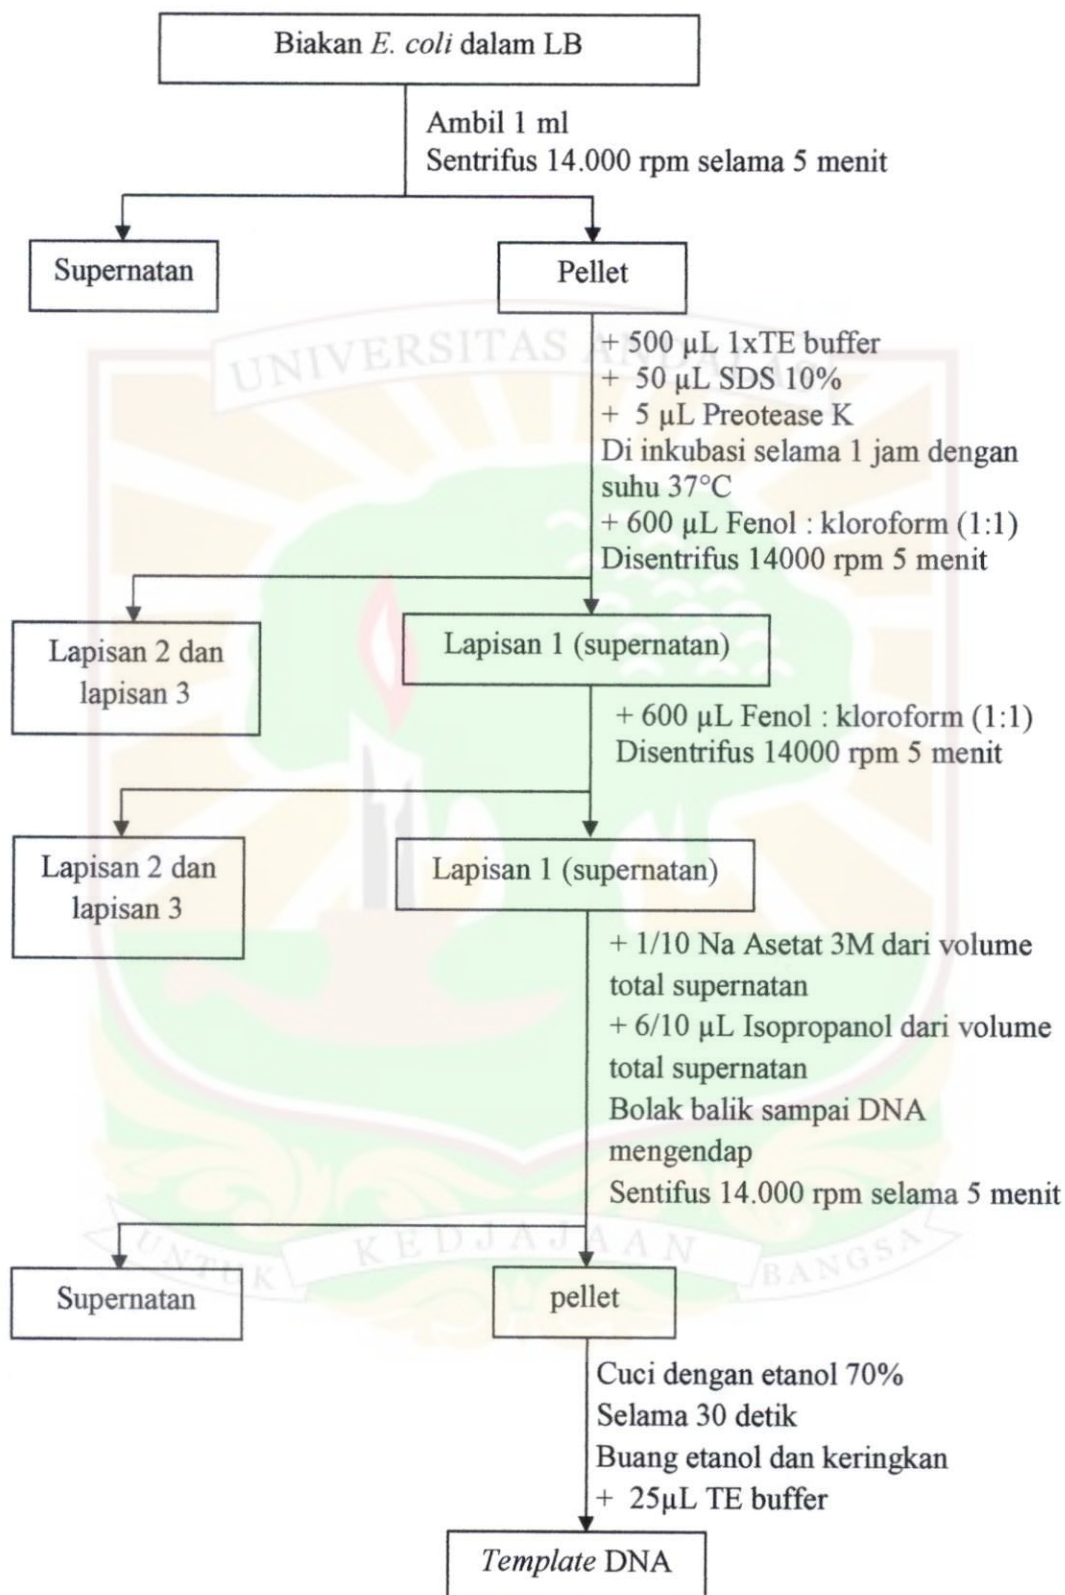 Biakan E. coli dalam LB
Ambil 1 ml
Sentrifus 14.000 rpm selama 5 menit
Supernatan
Pellet
+ 500 µL 1xTE buffer
+ 50 µL SDS 10%
+ 5 µL Preotease K
Di inkubasi selama 1 jam dengan
suhu 37°C
+ 600 µL Fenol : kloroform (1:1)
Disentrifus 14000 rpm 5 menit
Lapisan 2 dan
lapisan 3
Lapisan 1 (supernatan)
+ 600 µL Fenol : kloroform (1:1)
Disentrifus 14000 rpm 5 menit
Lapisan 2 dan
lapisan 3
Lapisan 1 (supernatan)
+ 1/10 Na Asetat 3M dari volume
total supernatan
+ 6/10 µL Isopropanol dari volume
total supernatan
Bolak balik sampai DNA
mengendap
Sentifus 14.000 rpm selama 5 menit
Supernatan
pellet
Cuci dengan etanol 70%
Selama 30 detik
Buang etanol dan keringkan
+ 25µL TE buffer
Template DNA
UNIVERSITAS ANDALAS
UNTUK KEDJAJAAN BANGSA